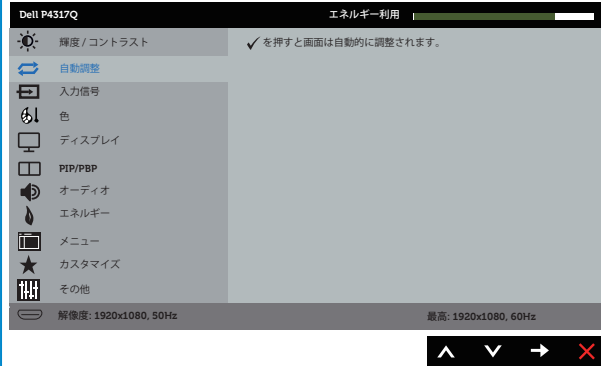 Dell P4317Q
エネルギー利用
輝度 / コントラスト
✓を押すと画面は自動的に調整されます。
自動調整
入力信号
色
ディスプレイ
PIP/PBP
オーディオ
エネルギー
メニュー
カスタマイズ
その他
解像度: 1920x1080, 50Hz
最高: 1920x1080, 60Hz